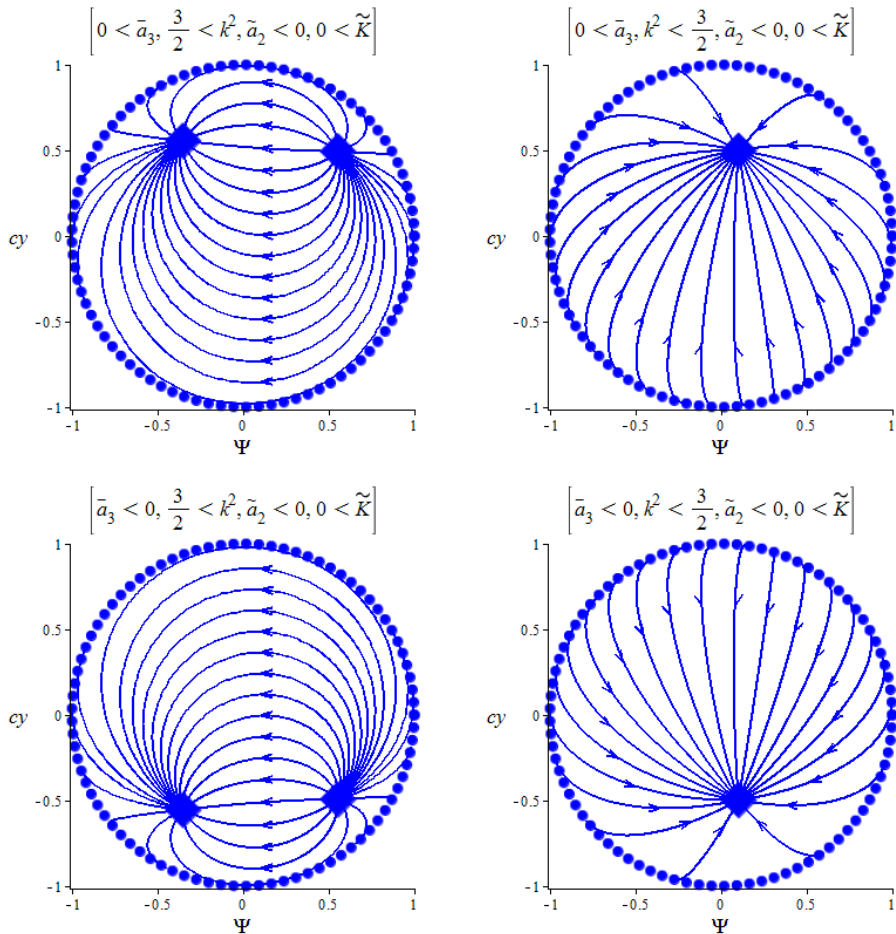 [0 < ā₃, 3/2 < k², ã₂ < 0, 0 < K̃]
1
0.5
cy 0
-0.5
-1
-1 -0.5 0 0.5 1
Ψ
[0 < ā₃, k² < 3/2, ã₂ < 0, 0 < K̃]
1
0.5
cy 0
-0.5
-1
-1 -0.5 0 0.5 1
Ψ
[ā₃ < 0, 3/2 < k², ã₂ < 0, 0 < K̃]
1
0.5
cy 0
-0.5
-1
-1 -0.5 0 0.5 1
Ψ
[ā₃ < 0, k² < 3/2, ã₂ < 0, 0 < K̃]
1
0.5
cy 0
-0.5
-1
-1 -0.5 0 0.5 1
Ψ